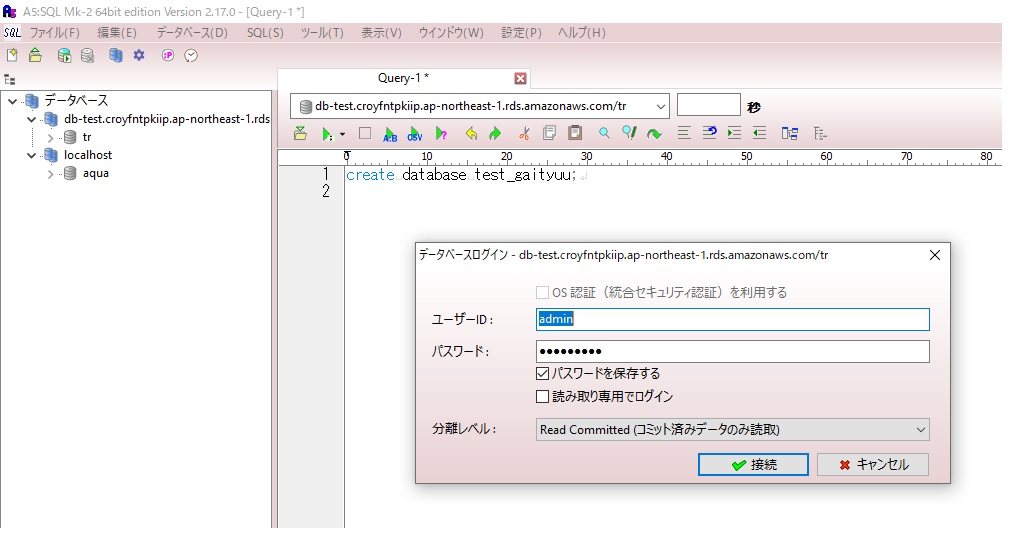 A5:SQL Mk-2 64bit edition Version 2.17.0 - [Query-1 *]
SQL ファイル(F) 編集(E) データベース(D) SQL(S) ツール(T) 表示(V) ウインドウ(W) 設定(P) ヘルプ(H)
Query-1 *
データベース
db-test.croyfntpkiip.ap-northeast-1.rds
tr
localhost
aqua
db-test.croyfntpkiip.ap-northeast-1.rds.amazonaws.com/tr 秒
A:B CSV
0 10 20 30 40 50 60 70 80
1 create database test_gaityuu;
2
データベースログイン - db-test.croyfntpkiip.ap-northeast-1.rds.amazonaws.com/tr
OS 認証（統合セキュリティ認証）を利用する
ユーザーID： admin
パスワード： ●●●●●●●●●
パスワードを保存する
読み取り専用でログイン
分離レベル： Read Committed (コミット済みデータのみ読取)
接続 キャンセル